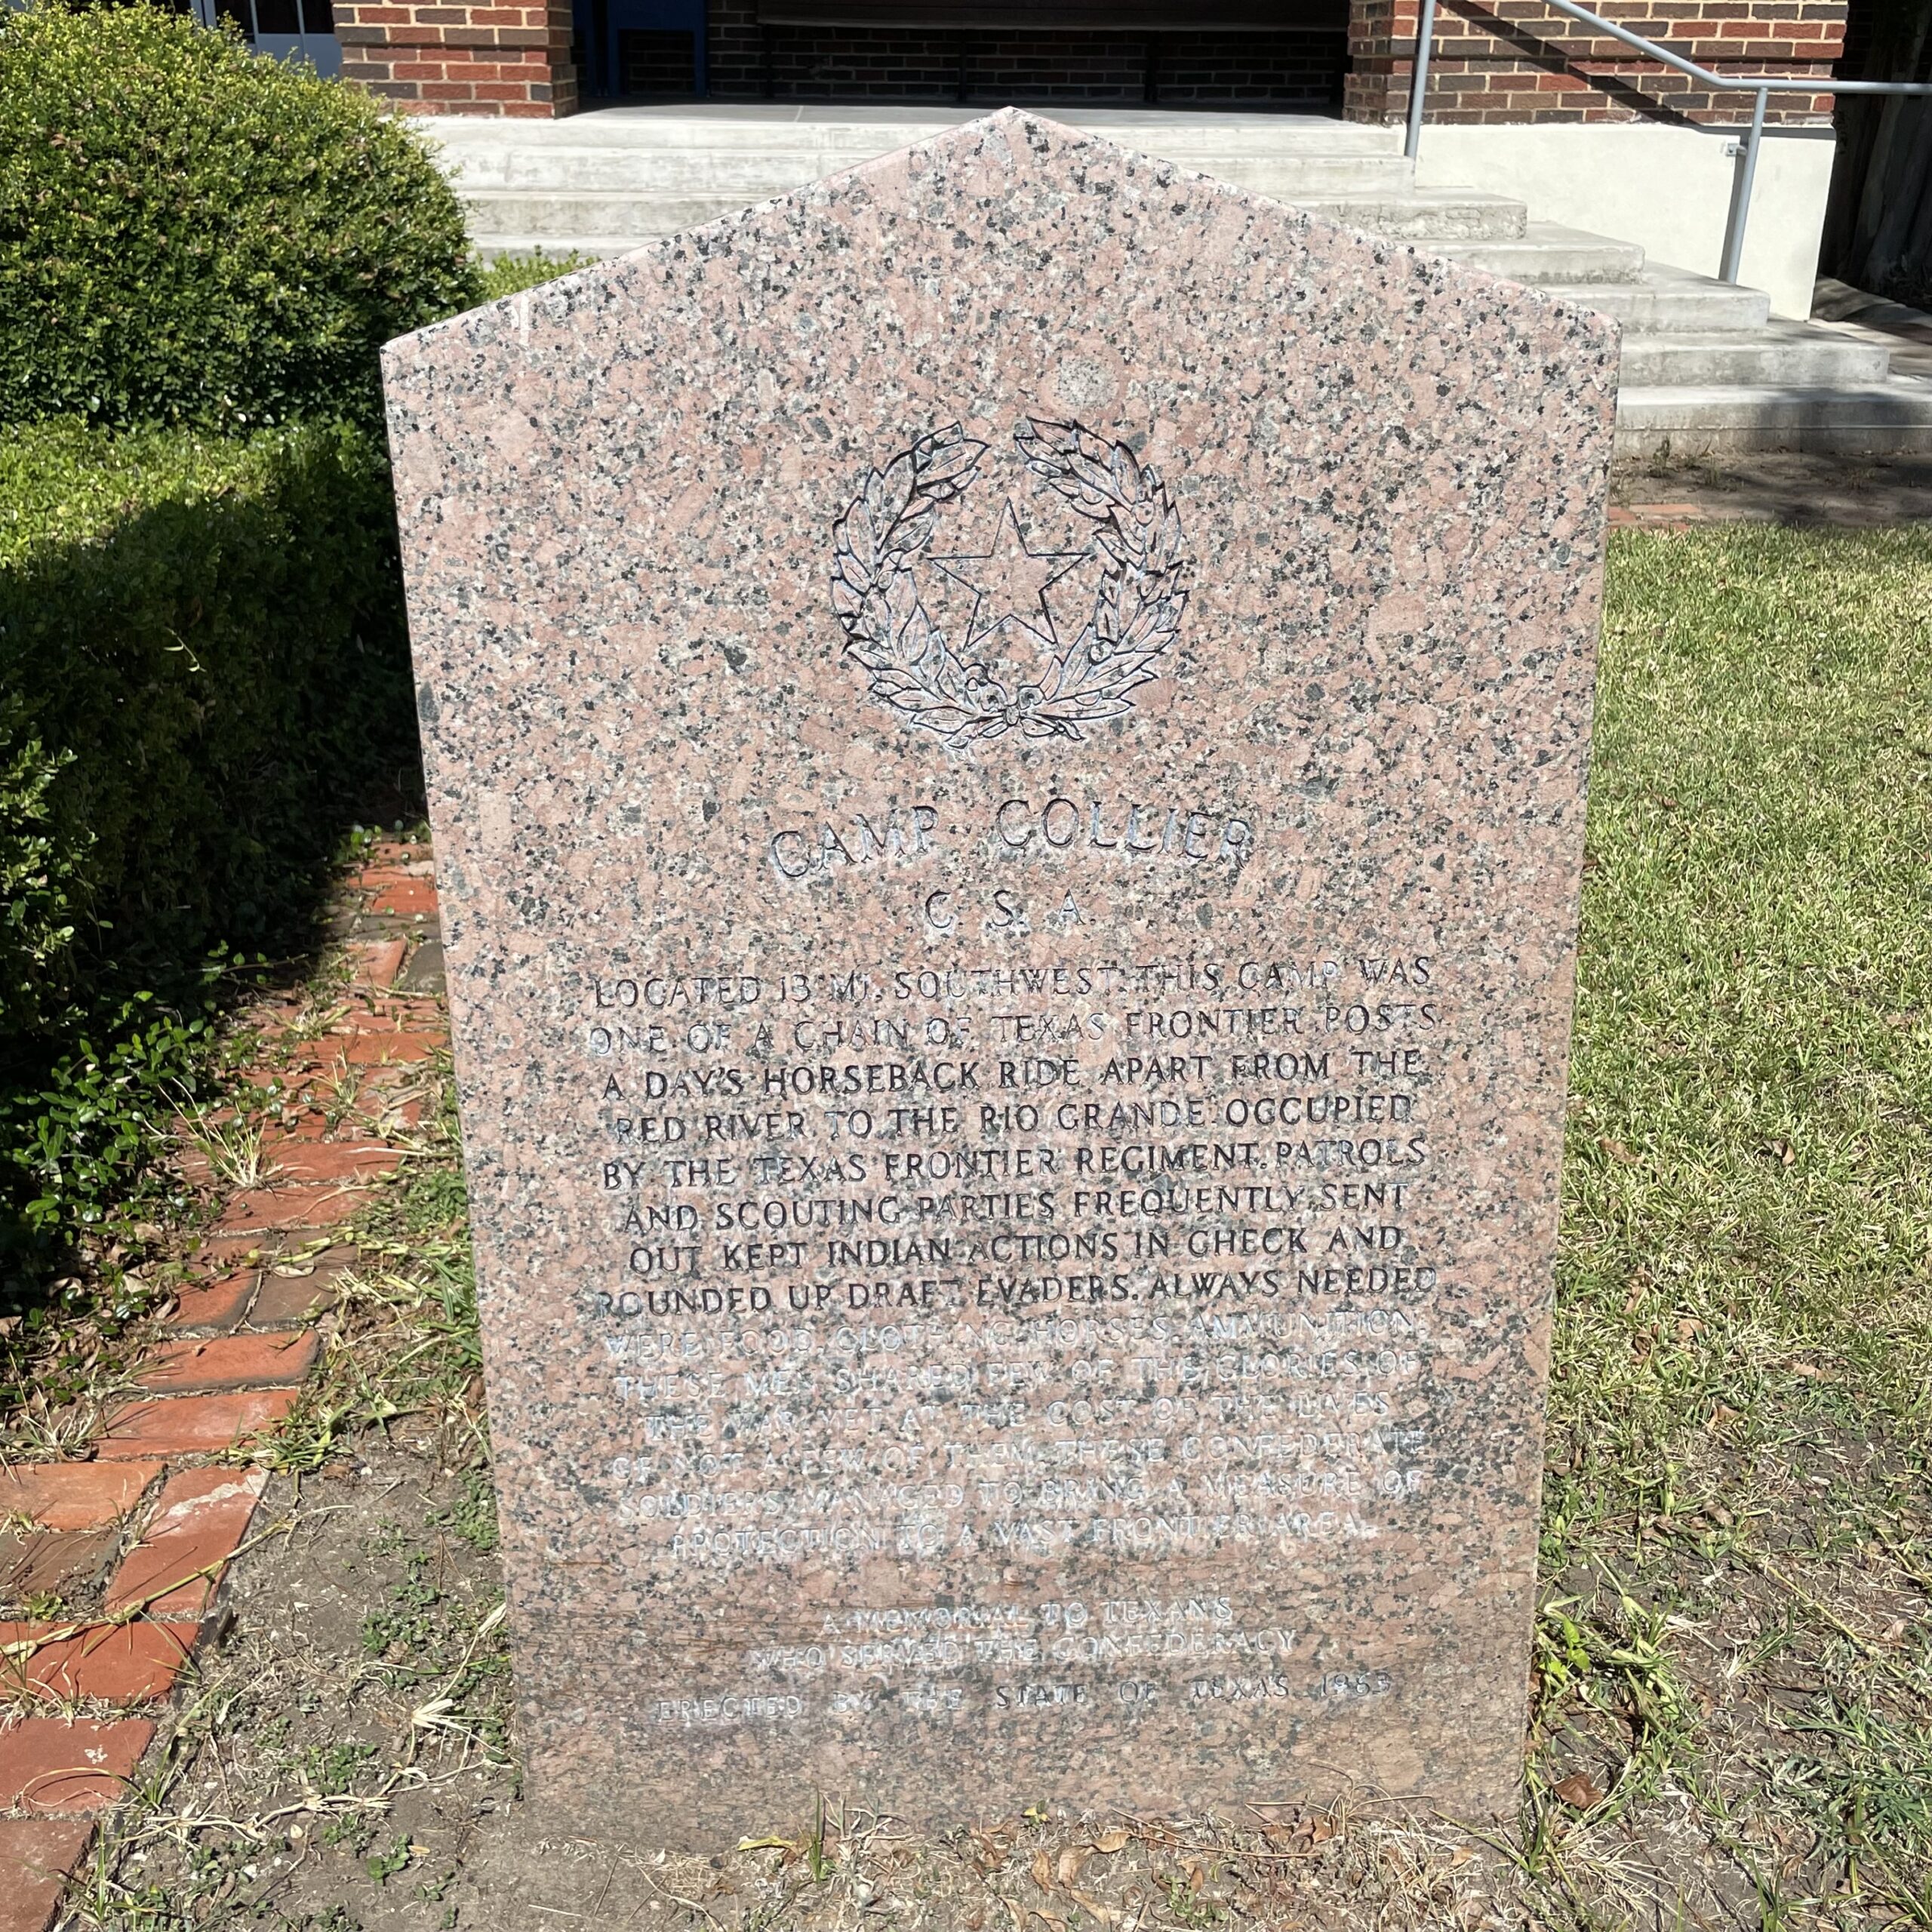 CAMP COLLIER
C. S. A.
LOCATED 13 MI. SOUTHWEST. THIS CAMP WAS
ONE OF A CHAIN OF TEXAS FRONTIER POSTS
A DAY'S HORSEBACK RIDE APART FROM THE
RED RIVER TO THE RIO GRANDE. OCCUPIED
BY THE TEXAS FRONTIER REGIMENT. PATROLS
AND SCOUTING PARTIES FREQUENTLY SENT
OUT KEPT INDIAN ACTIONS IN CHECK AND
ROUNDED UP DRAFT EVADERS. ALWAYS NEEDED
WERE FOOD, CLOTHING, HORSES, AMMUNITION.
THESE MEN SHARED FEW OF THE GLORIES OF
THE WAR. YET AT THE COST OF THE LIVES
OF NOT A FEW OF THEM, THESE CONFEDERATE
SOLDIERS MANAGED TO BRING A MEASURE OF
PROTECTION TO A VAST FRONTIER AREA.
A MEMORIAL TO TEXANS
WHO SERVED THE CONFEDERACY
ERECTED BY THE STATE OF TEXAS 1963